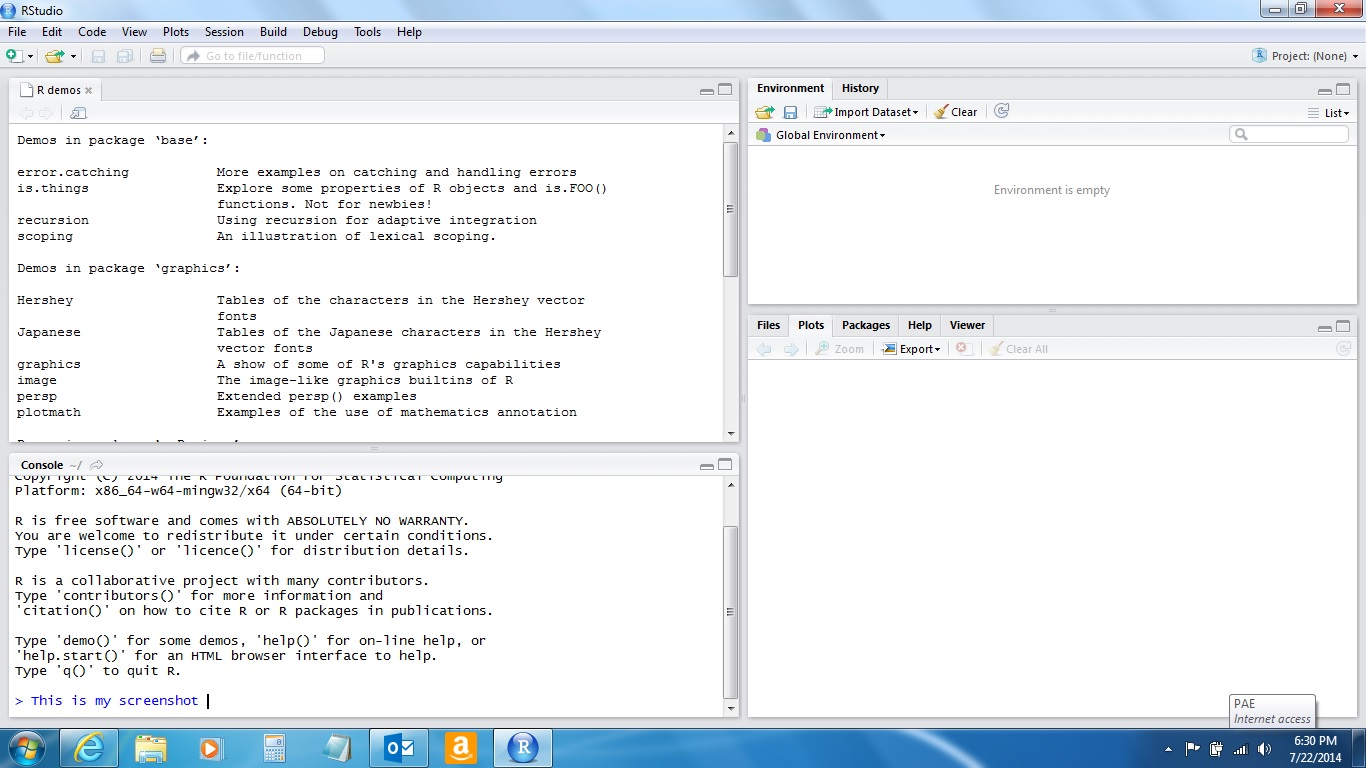 RStudio
File Edit Code View Plots Session Build Debug Tools Help
Go to file/function
Project: (None)
R demos
Demos in package ‘base’:
error.catching More examples on catching and handling errors
is.things Explore some properties of R objects and is.FOO()
functions. Not for newbies!
recursion Using recursion for adaptive integration
scoping An illustration of lexical scoping.
Demos in package ‘graphics’:
Hershey Tables of the characters in the Hershey vector
fonts
Japanese Tables of the Japanese characters in the Hershey
vector fonts
graphics A show of some of R's graphics capabilities
image The image-like graphics builtins of R
persp Extended persp() examples
plotmath Examples of the use of mathematics annotation
Console ~/
Copyright (C) 2014 The R Foundation for Statistical Computing
Platform: x86_64-w64-mingw32/x64 (64-bit)
R is free software and comes with ABSOLUTELY NO WARRANTY.
You are welcome to redistribute it under certain conditions.
Type 'license()' or 'licence()' for distribution details.
R is a collaborative project with many contributors.
Type 'contributors()' for more information and
'citation()' on how to cite R or R packages in publications.
Type 'demo()' for some demos, 'help()' for on-line help, or
'help.start()' for an HTML browser interface to help.
Type 'q()' to quit R.
> This is my screenshot
Environment History
Import Dataset Clear List
Global Environment
Environment is empty
Files Plots Packages Help Viewer
Zoom Export Clear All
PAE
Internet access
6:30 PM
7/22/2014